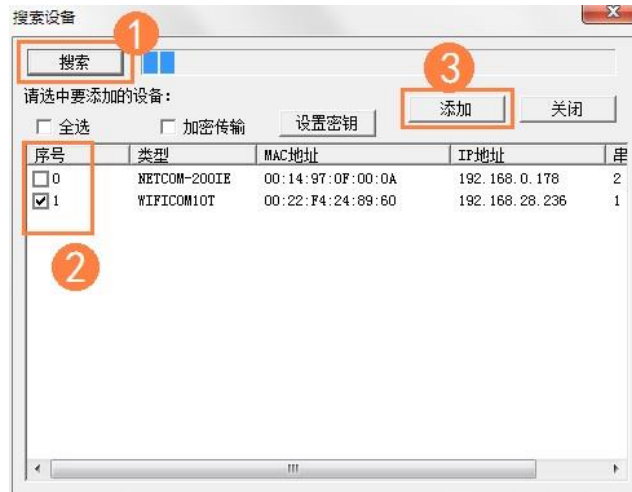 搜索设备
1
搜索
3
请选中要添加的设备：
添加 关闭
全选 加密传输 设置密钥
序号 类型 MAC地址 IP地址 串
0 NETCOM-200IE 00:14:97:0F:00:0A 192.168.0.178 2
1 WIFICOM10T 00:22:F4:24:89:60 192.168.28.236 1
2